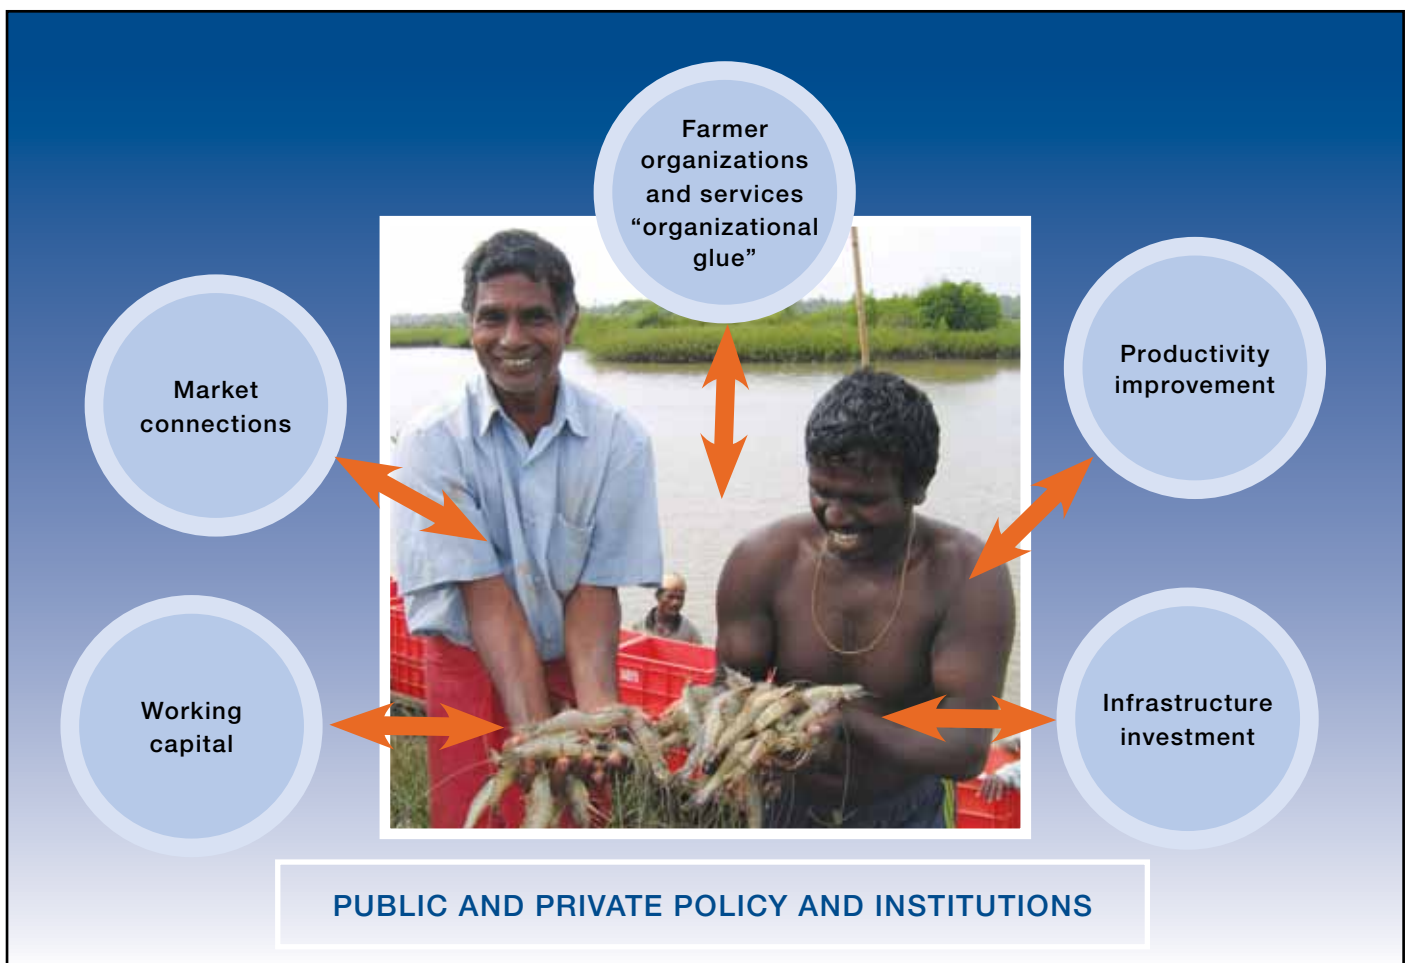 Farmer
organizations
and services
“organizational
glue”
Market
connections
Productivity
improvement
Working
capital
Infrastructure
investment
PUBLIC AND PRIVATE POLICY AND INSTITUTIONS